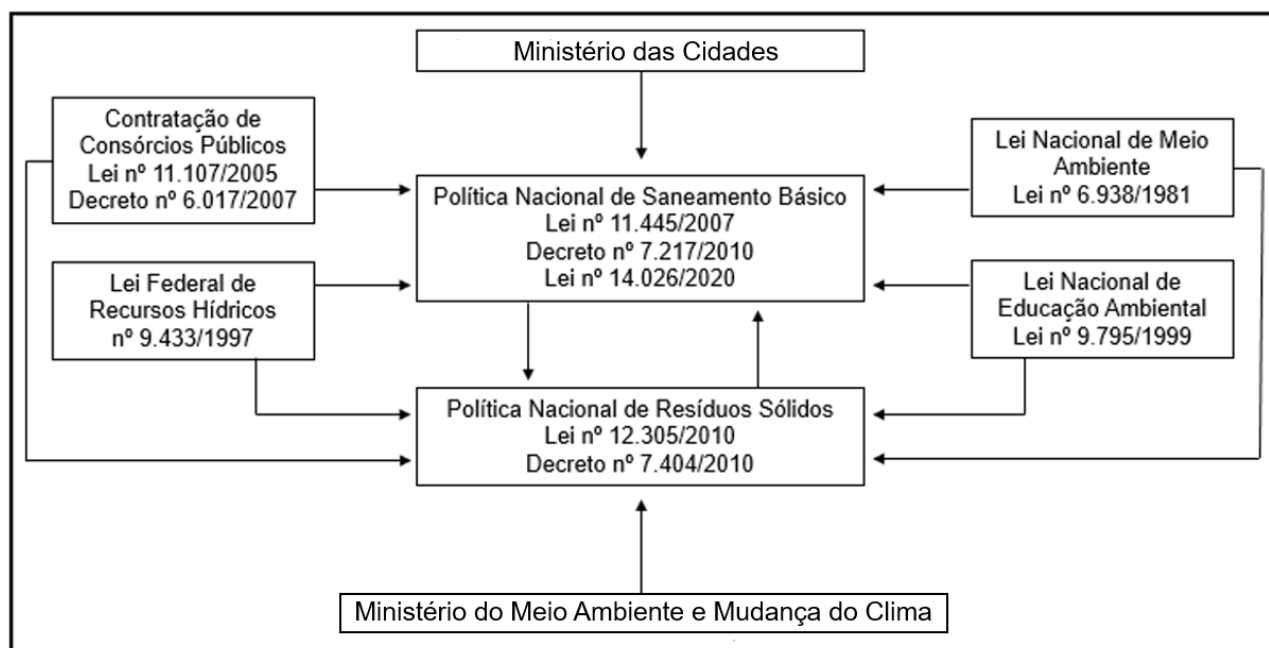 Ministério das Cidades
Contratação de
Consórcios Públicos
Lei nº 11.107/2005
Decreto nº 6.017/2007
Lei Nacional de Meio
Ambiente
Lei nº 6.938/1981
Política Nacional de Saneamento Básico
Lei nº 11.445/2007
Decreto nº 7.217/2010
Lei nº 14.026/2020
Lei Federal de
Recursos Hídricos
nº 9.433/1997
Lei Nacional de
Educação Ambiental
Lei nº 9.795/1999
Política Nacional de Resíduos Sólidos
Lei nº 12.305/2010
Decreto nº 7.404/2010
Ministério do Meio Ambiente e Mudança do Clima